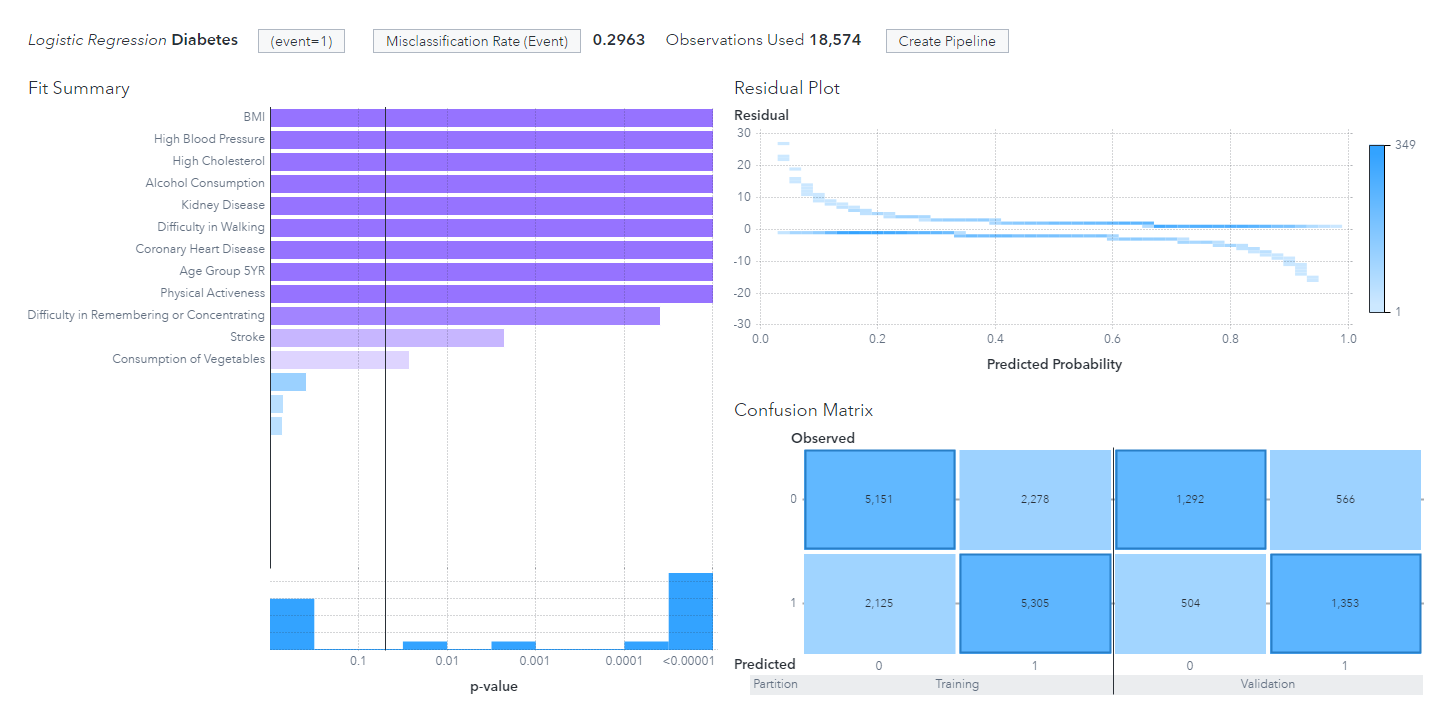 Logistic Regression Diabetes (event=1) Misclassification Rate (Event) 0.2963 Observations Used 18,574 Create Pipeline
Fit Summary
BMI
High Blood Pressure
High Cholesterol
Alcohol Consumption
Kidney Disease
Difficulty in Walking
Coronary Heart Disease
Age Group 5YR
Physical Activeness
Difficulty in Remembering or Concentrating
Stroke
Consumption of Vegetables
0.1 0.01 0.001 0.0001 <0.00001
p-value
Residual Plot
Residual
30
20
10
0
-10
-20
-30
0.0 0.2 0.4 0.6 0.8 1.0
Predicted Probability
349
1
Confusion Matrix
Observed
0 5,151 2,278 1,292 566
1 2,125 5,305 504 1,353
Predicted 0 1 0 1
Partition Training Validation